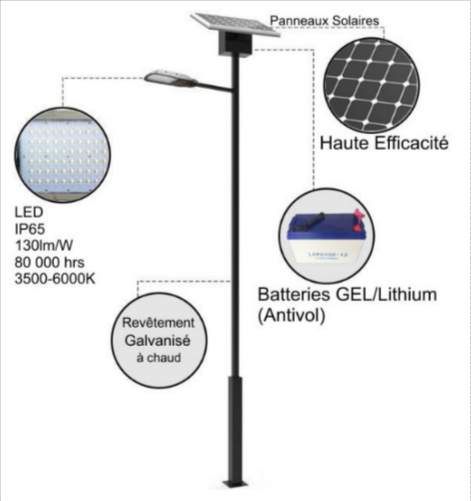 Panneaux Solaires
Haute Efficacité
LED
IP65
130lm/W
80 000 hrs
3500-6000K
Batteries GEL/Lithium
(Antivol)
Revêtement
Galvanisé
à chaud